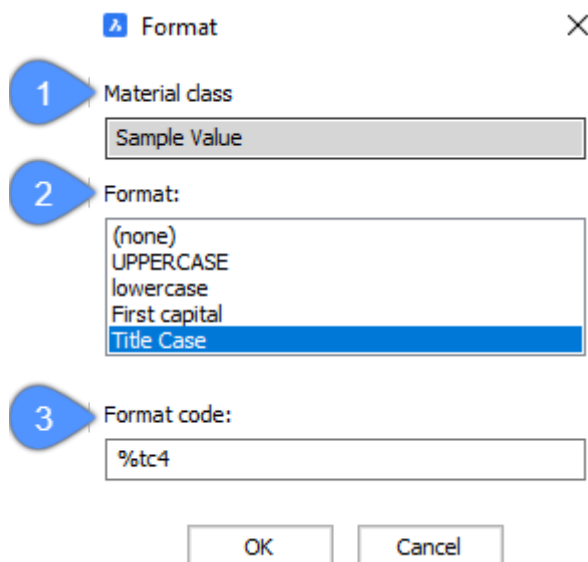 Format
1
Material class
Sample Value
2
Format:
(none)
UPPERCASE
lowercase
First capital
Title Case
3
Format code:
%tc4
OK Cancel